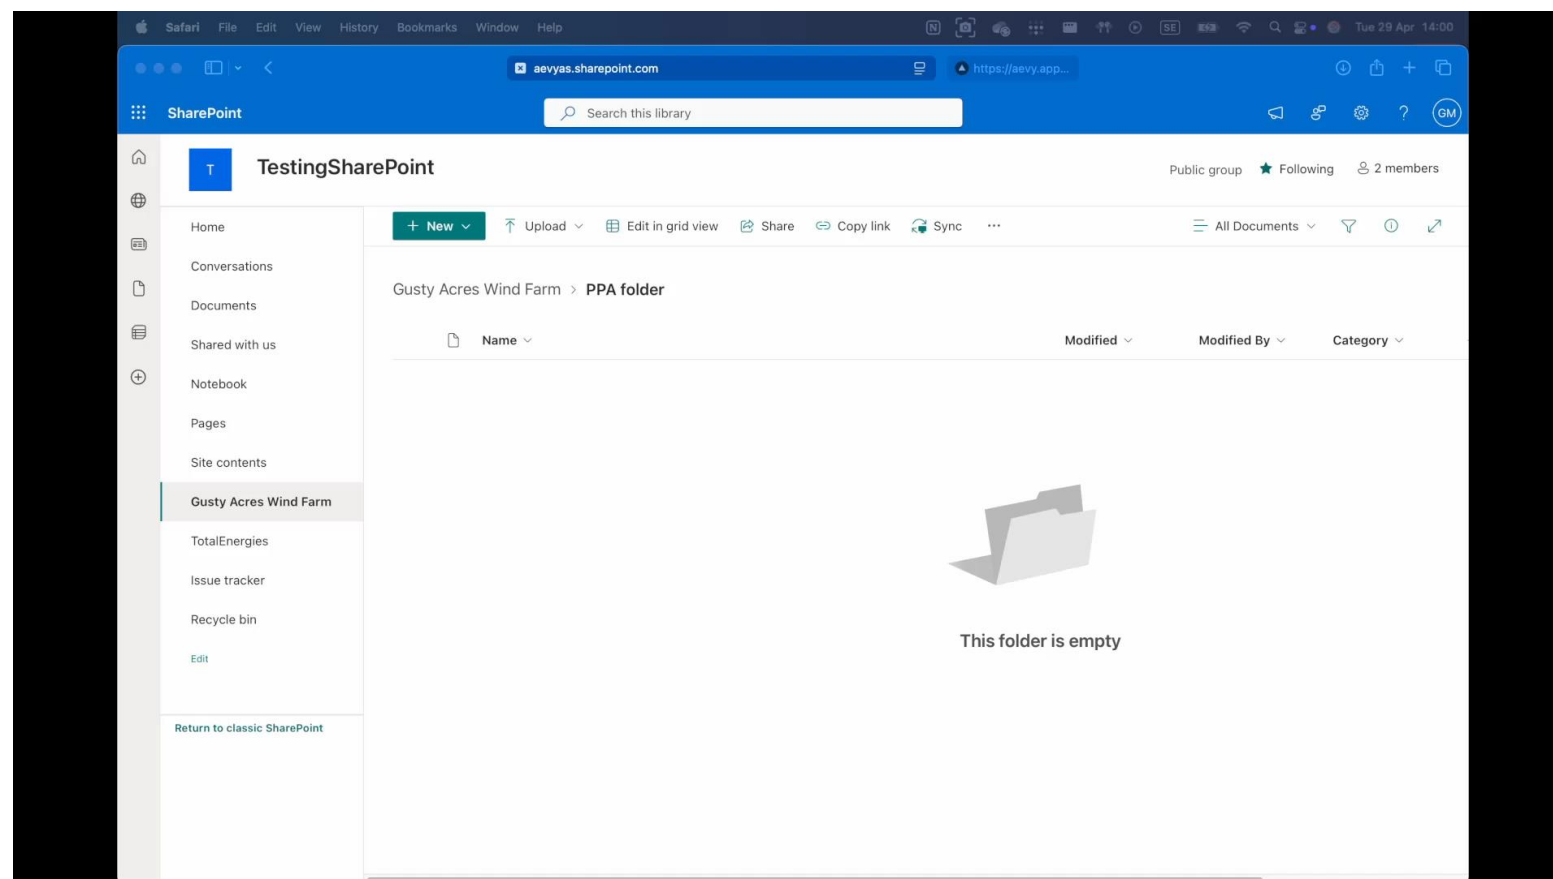 Safari File Edit View History Bookmarks Window Help SE Tue 29 Apr 14:00
aevyas.sharepoint.com https://aevy.app...
SharePoint Search this library ? GM
T TestingSharePoint Public group Following 2 members
Home
Conversations
Documents
Shared with us
Notebook
Pages
Site contents
Gusty Acres Wind Farm
TotalEnergies
Issue tracker
Recycle bin
Edit
Return to classic SharePoint
+ New Upload Edit in grid view Share Copy link Sync ... All Documents
Gusty Acres Wind Farm > PPA folder
Name Modified Modified By Category
This folder is empty